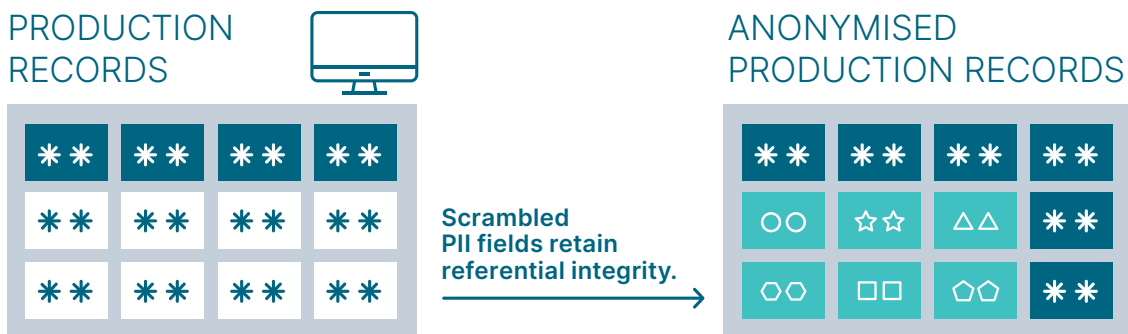 PRODUCTION
RECORDS
ANONYMISED
PRODUCTION RECORDS
** ** ** **
** ** ** **
** ** ** **
Scrambled
PII fields retain
referential integrity.
** ** ** **
**
**